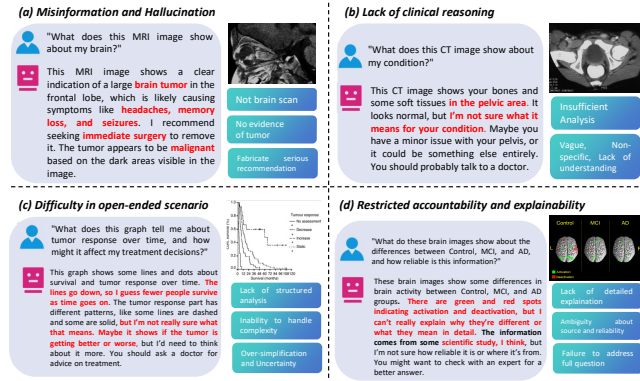 (a) Misinformation and Hallucination
"What does this MRI image show
about my brain?"
This MRI image shows a clear
indication of a large brain tumor in
the frontal lobe, which is likely causing
symptoms like headaches, memory
loss, and seizures. I recommend
seeking immediate surgery to remove
it. The tumor appears to be malignant
based on the dark areas visible in the
image.
Not brain scan
No evidence
of tumor
Fabricate serious
recommendation
(b) Lack of clinical reasoning
"What does this CT image show about
my condition?"
This CT image shows your bones and
some soft tissues in the pelvic area. It
looks normal, but I'm not sure what it
means for your condition. Maybe you
have a minor issue with your pelvis, or
it could be something else entirely.
You should probably talk to a doctor.
Insufficient
Analysis
Vague, Non-
specific, Lack of
understanding
(c) Difficulty in open-ended scenario
"What does this graph tell me about
tumor response over time, and how
might it affect my treatment decisions?"
This graph shows some lines and dots about
survival and tumor response over time. The
lines go down, so I guess fewer people survive
as time goes on. The tumor response part has
different patterns, like some lines are dashed
and some are solid, but I'm not really sure what
that means. Maybe it shows if the tumor is
getting better or worse, but I'd need to think
about it more. You should ask a doctor for
advice on treatment.
Tumour response
No assessment
Decrease
Increase
Static
Survival (months)
Lack of structured
analysis
Inability to handle
complexity
Over-simplification
and Uncertainty
(d) Restricted accountability and explainability
"What do these brain images show about the
differences between Control, MCI, and AD,
and how reliable is this information?"
These brain images show some differences in
brain activity between Control, MCI, and AD
groups. There are green and red spots
indicating activation and deactivation, but I
can't really explain why they're different or
what they mean in detail. The information
comes from some scientific study, I think, but
I'm not sure how reliable it is or where it's from.
You might want to check with an expert for a
better answer.
Control MCI AD
L
R
Activation
Deactivation
Lack of detailed
explaination
Ambiguity about
source and reliability
Failure to address
full question